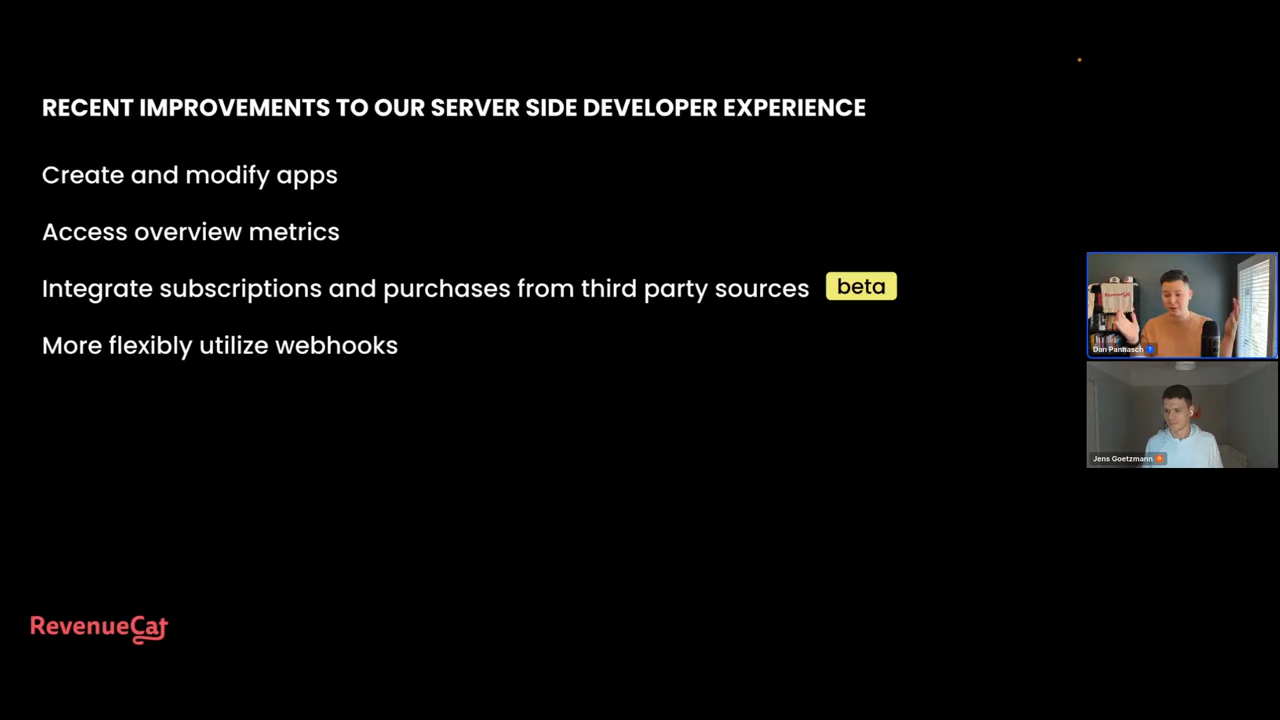 RECENT IMPROVEMENTS TO OUR SERVER SIDE DEVELOPER EXPERIENCE
Create and modify apps
Access overview metrics
Integrate subscriptions and purchases from third party sources beta
More flexibly utilize webhooks
Dan Pannasch
Jens Goetzmann
RevenueCat